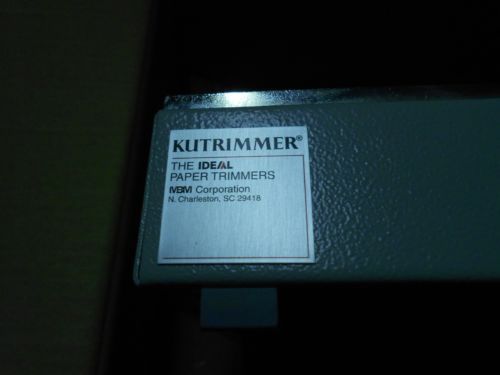 KUTRIMMER®
THE IDEAL
PAPER TRIMMERS
MBM Corporation
N. Charleston, SC 29418